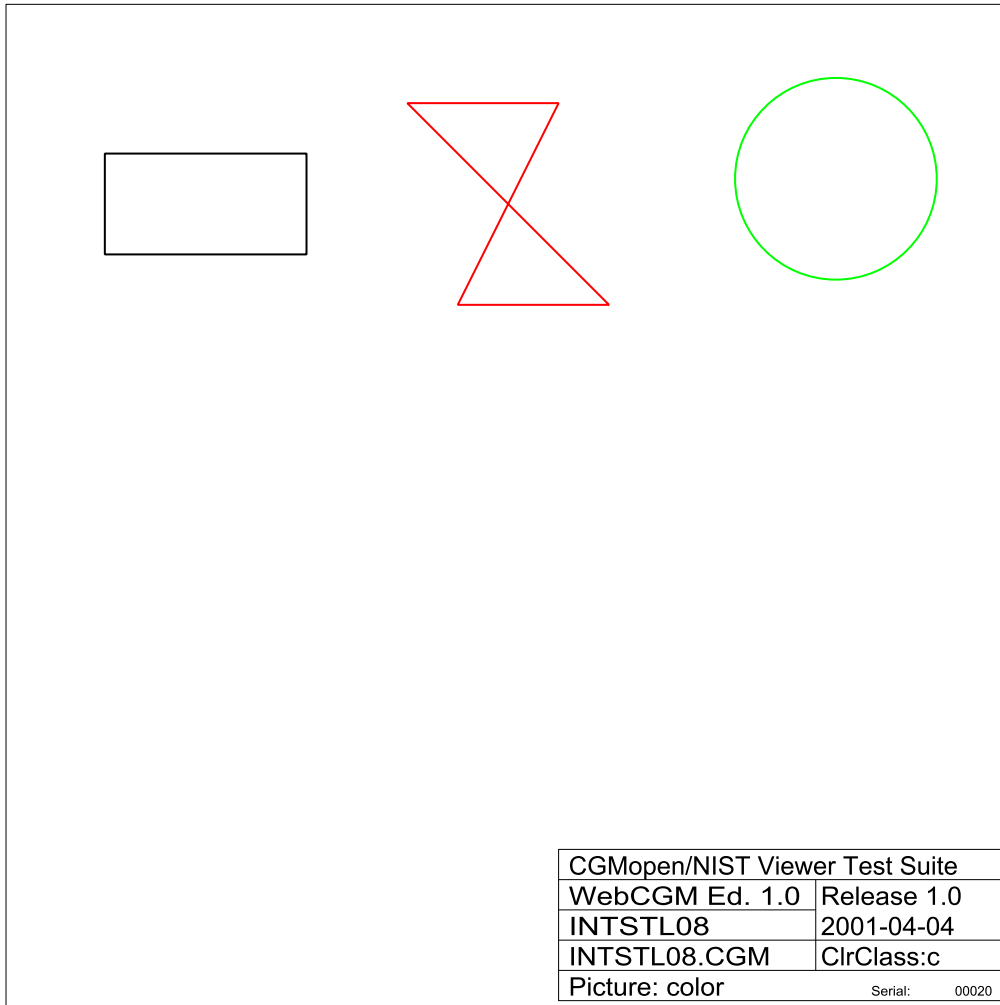 CGMopen/NIST Viewer Test Suite
WebCGM Ed. 1.0 Release 1.0
INTSTL08 2001-04-04
INTSTL08.CGM ClrClass:c
Picture: color Serial: 00020